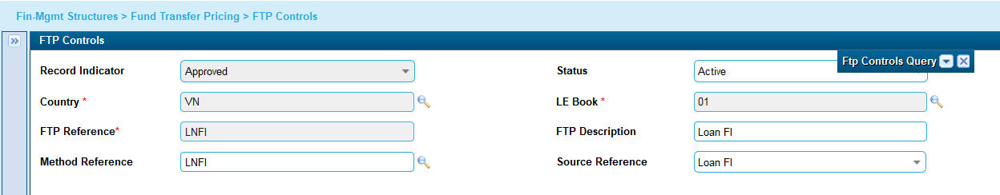 Fin-Mgmt Structures > Fund Transfer Pricing > FTP Controls
FTP Controls
Ftp Controls Query
Record Indicator Approved Status Active
Country * VN LE Book * 01
FTP Reference* LNFI FTP Description Loan FI
Method Reference LNFI Source Reference Loan FI